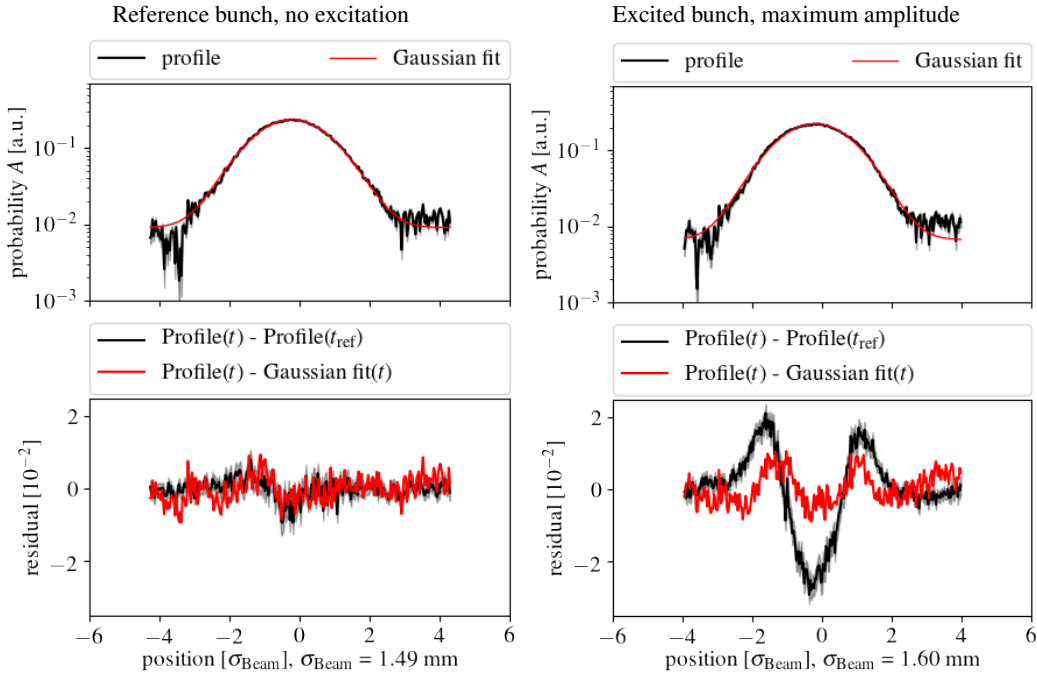 Reference bunch, no excitation
profile
Gaussian fit
probability A [a.u.]
10⁻¹
10⁻²
10⁻³
Profile(t) - Profile(t_ref)
Profile(t) - Gaussian fit(t)
residual [10⁻²]
2
0
−2
−6 −4 −2 0 2 4 6
position [σ_Beam], σ_Beam = 1.49 mm
Excited bunch, maximum amplitude
profile
Gaussian fit
probability A [a.u.]
10⁻¹
10⁻²
10⁻³
Profile(t) - Profile(t_ref)
Profile(t) - Gaussian fit(t)
residual [10⁻²]
2
0
−2
−6 −4 −2 0 2 4 6
position [σ_Beam], σ_Beam = 1.60 mm